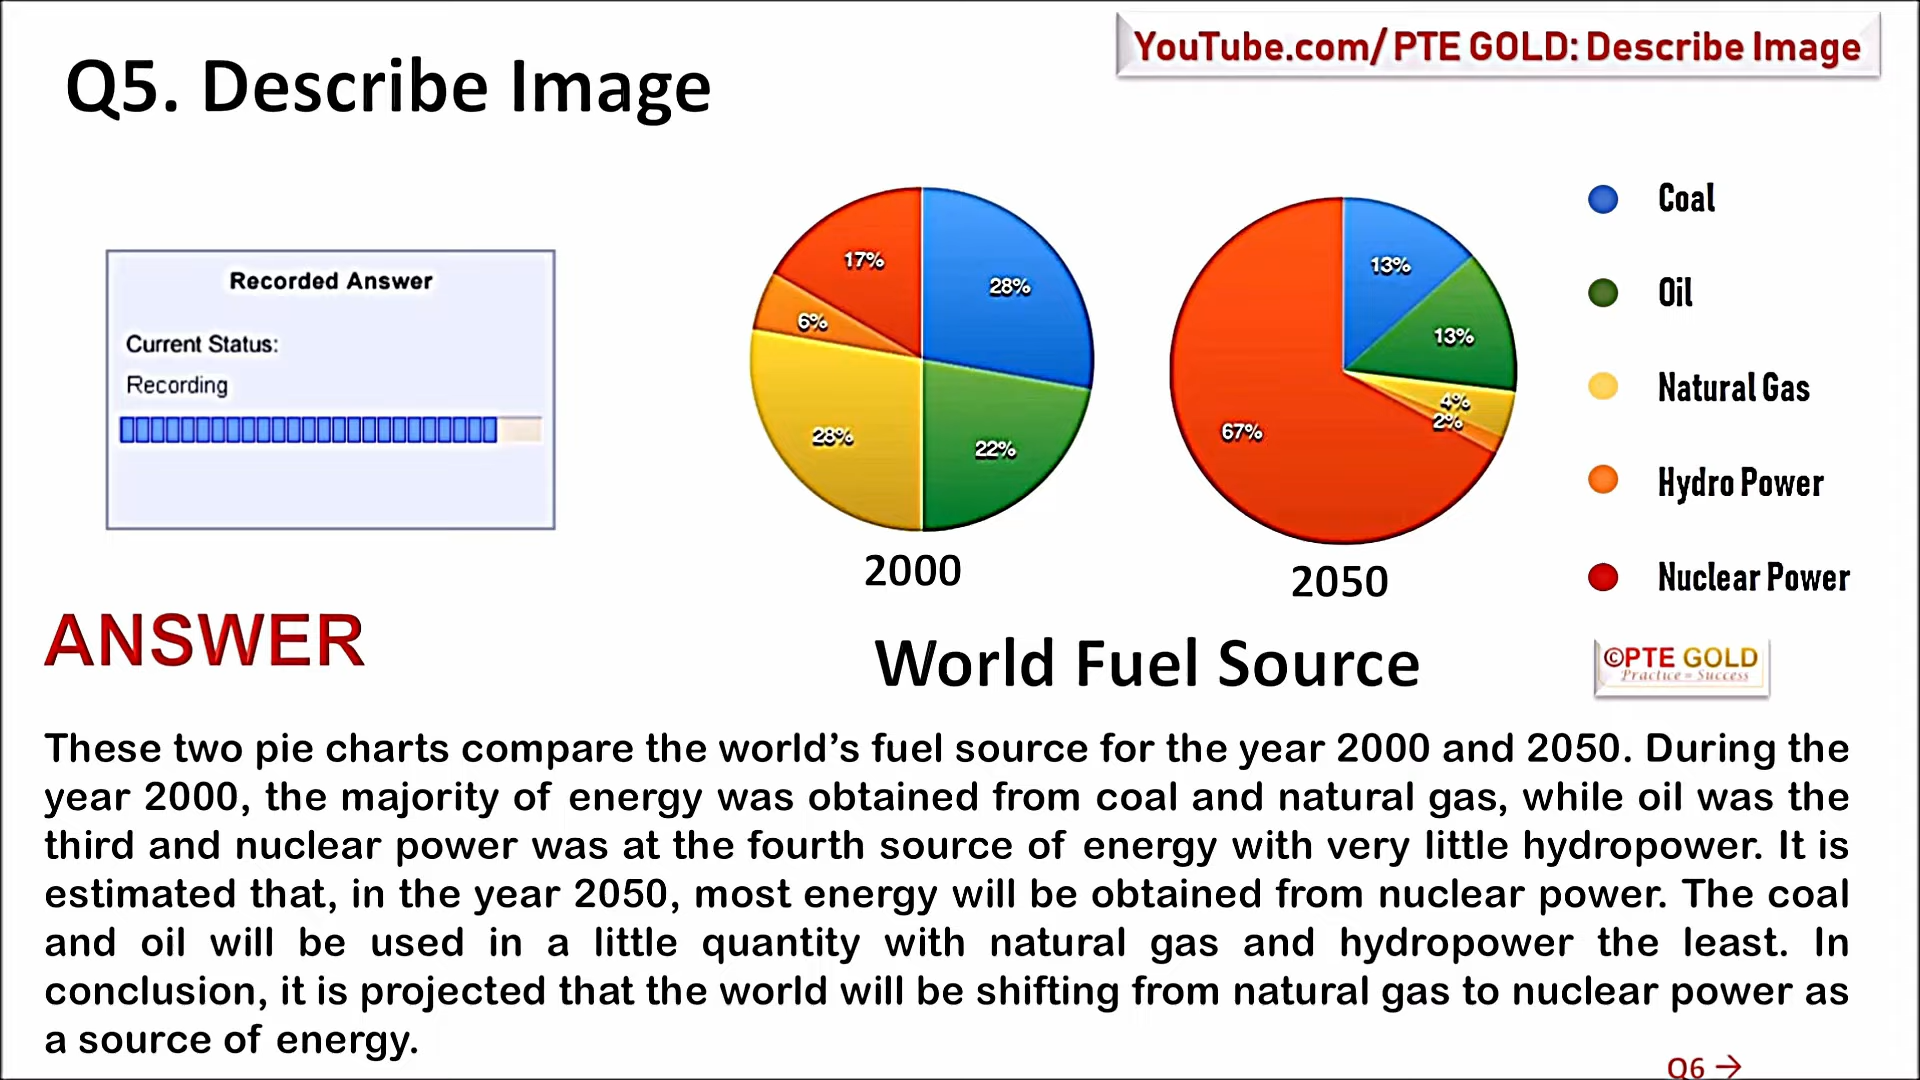 YouTube.com/ PTE GOLD: Describe Image
Q5. Describe Image
Recorded Answer
Current Status:
Recording
17%
28%
6%
28%
22%
2000
13%
13%
4%
2%
67%
2050
Coal
Oil
Natural Gas
Hydro Power
Nuclear Power
ANSWER
World Fuel Source
©PTE GOLD
Practice = Success
These two pie charts compare the world’s fuel source for the year 2000 and 2050. During the
year 2000, the majority of energy was obtained from coal and natural gas, while oil was the
third and nuclear power was at the fourth source of energy with very little hydropower. It is
estimated that, in the year 2050, most energy will be obtained from nuclear power. The coal
and oil will be used in a little quantity with natural gas and hydropower the least. In
conclusion, it is projected that the world will be shifting from natural gas to nuclear power as
a source of energy.
Q6 →